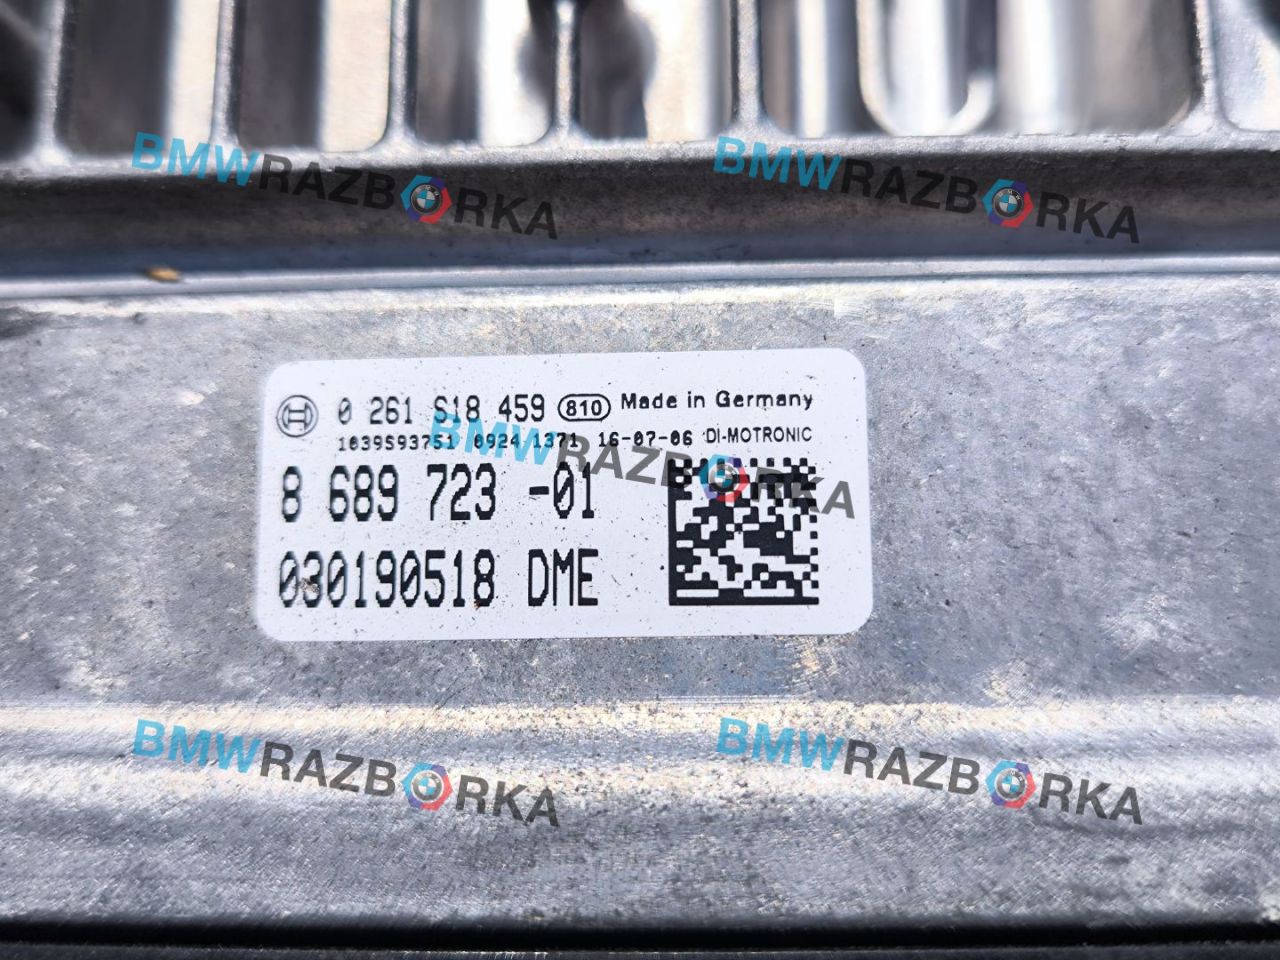 BMWRAZBORKA BMWRAZBORKA
0 261 S18 459 810 Made in Germany
1039S93751 0924 1371 16-07-06 DI-MOTRONIC
BMWRAZBORKA
8 689 723 -01
030190518 DME
BMWRAZBORKA BMWRAZBORKA